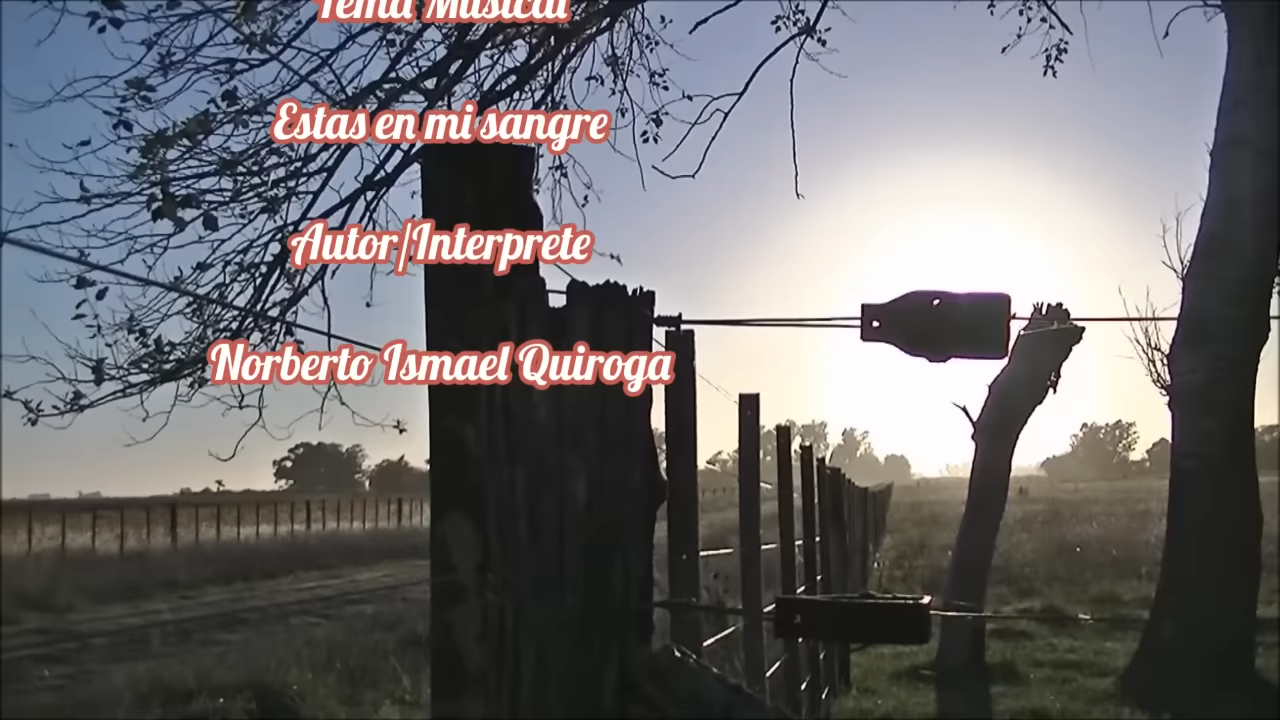 Tema Musical
Estas en mi sangre
Autor/Interprete
Norberto Ismael Quiroga